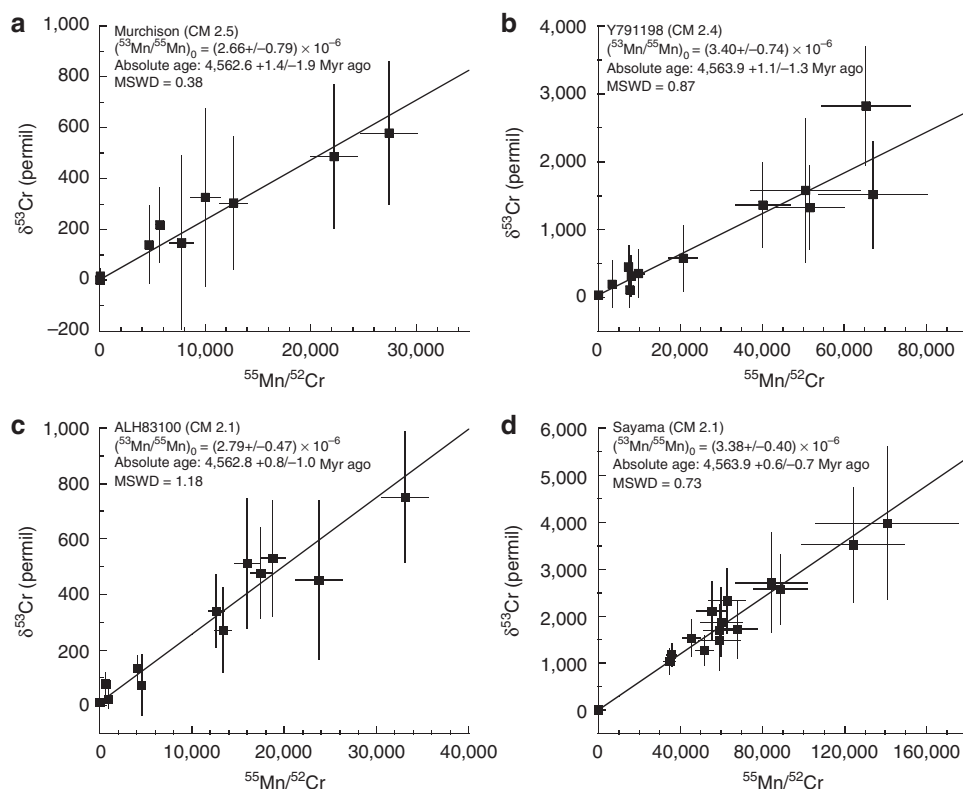 a
Murchison (CM 2.5)
(⁵³Mn/⁵⁵Mn)₀ = (2.66+/−0.79) × 10⁻⁶
Absolute age: 4,562.6 +1.4/−1.9 Myr ago
MSWD = 0.38
1,000
800
600
400
200
0
−200
δ⁵³Cr (permil)
0
10,000
20,000
30,000
⁵⁵Mn/⁵²Cr
b
Y791198 (CM 2.4)
(⁵³Mn/⁵⁵Mn)₀ = (3.40+/−0.74) × 10⁻⁶
Absolute age: 4,563.9 +1.1/−1.3 Myr ago
MSWD = 0.87
4,000
3,000
2,000
1,000
0
δ⁵³Cr (permil)
0
20,000
40,000
60,000
80,000
⁵⁵Mn/⁵²Cr
c
ALH83100 (CM 2.1)
(⁵³Mn/⁵⁵Mn)₀ = (2.79+/−0.47) × 10⁻⁶
Absolute age: 4,562.8 +0.8/−1.0 Myr ago
MSWD = 1.18
1,000
800
600
400
200
0
δ⁵³Cr (permil)
0
10,000
20,000
30,000
40,000
⁵⁵Mn/⁵²Cr
d
Sayama (CM 2.1)
(⁵³Mn/⁵⁵Mn)₀ = (3.38+/−0.40) × 10⁻⁶
Absolute age: 4,563.9 +0.6/−0.7 Myr ago
MSWD = 0.73
6,000
5,000
4,000
3,000
2,000
1,000
0
δ⁵³Cr (permil)
0
40,000
80,000
120,000
160,000
⁵⁵Mn/⁵²Cr